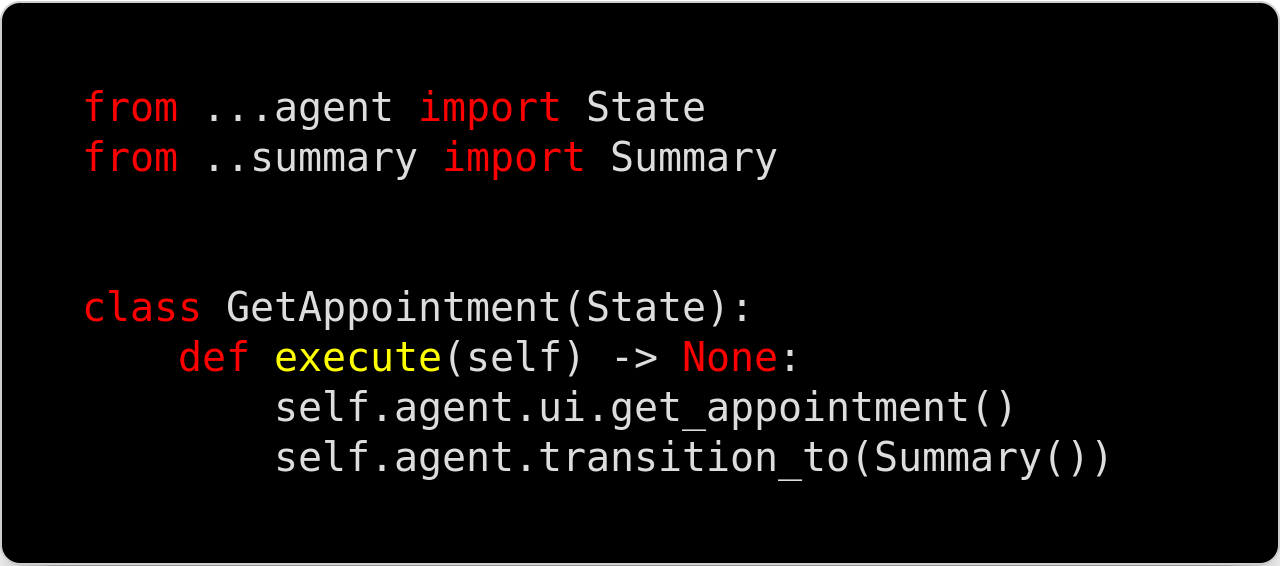 from ...agent import State
from ..summary import Summary
class GetAppointment(State):
    def execute(self) -> None:
        self.agent.ui.get_appointment()
        self.agent.transition_to(Summary())